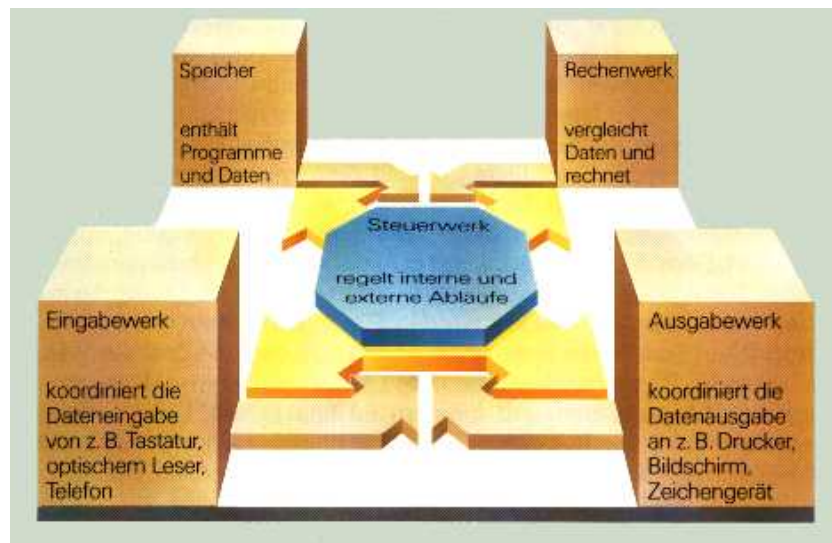 Speicher
enthält
Programme
und Daten
Rechenwerk
vergleicht
Daten und
rechnet
Steuerwerk
regelt interne und
externe Abläufe
Eingabewerk
koordiniert die
Dateneingabe
von z. B. Tastatur,
optischem Leser,
Telefon
Ausgabewerk
koordiniert die
Datenausgabe
an z. B. Drucker,
Bildschirm,
Zeichengerät